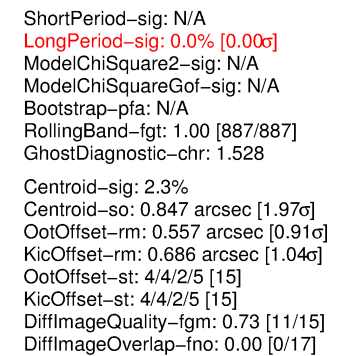 ShortPeriod−sig: N/A
LongPeriod−sig: 0.0% [0.00σ]
ModelChiSquare2−sig: N/A
ModelChiSquareGof−sig: N/A
Bootstrap−pfa: N/A
RollingBand−fgt: 1.00 [887/887]
GhostDiagnostic−chr: 1.528
Centroid−sig: 2.3%
Centroid−so: 0.847 arcsec [1.97σ]
OotOffset−rm: 0.557 arcsec [0.91σ]
KicOffset−rm: 0.686 arcsec [1.04σ]
OotOffset−st: 4/4/2/5 [15]
KicOffset−st: 4/4/2/5 [15]
DiffImageQuality−fgm: 0.73 [11/15]
DiffImageOverlap−fno: 0.00 [0/17]